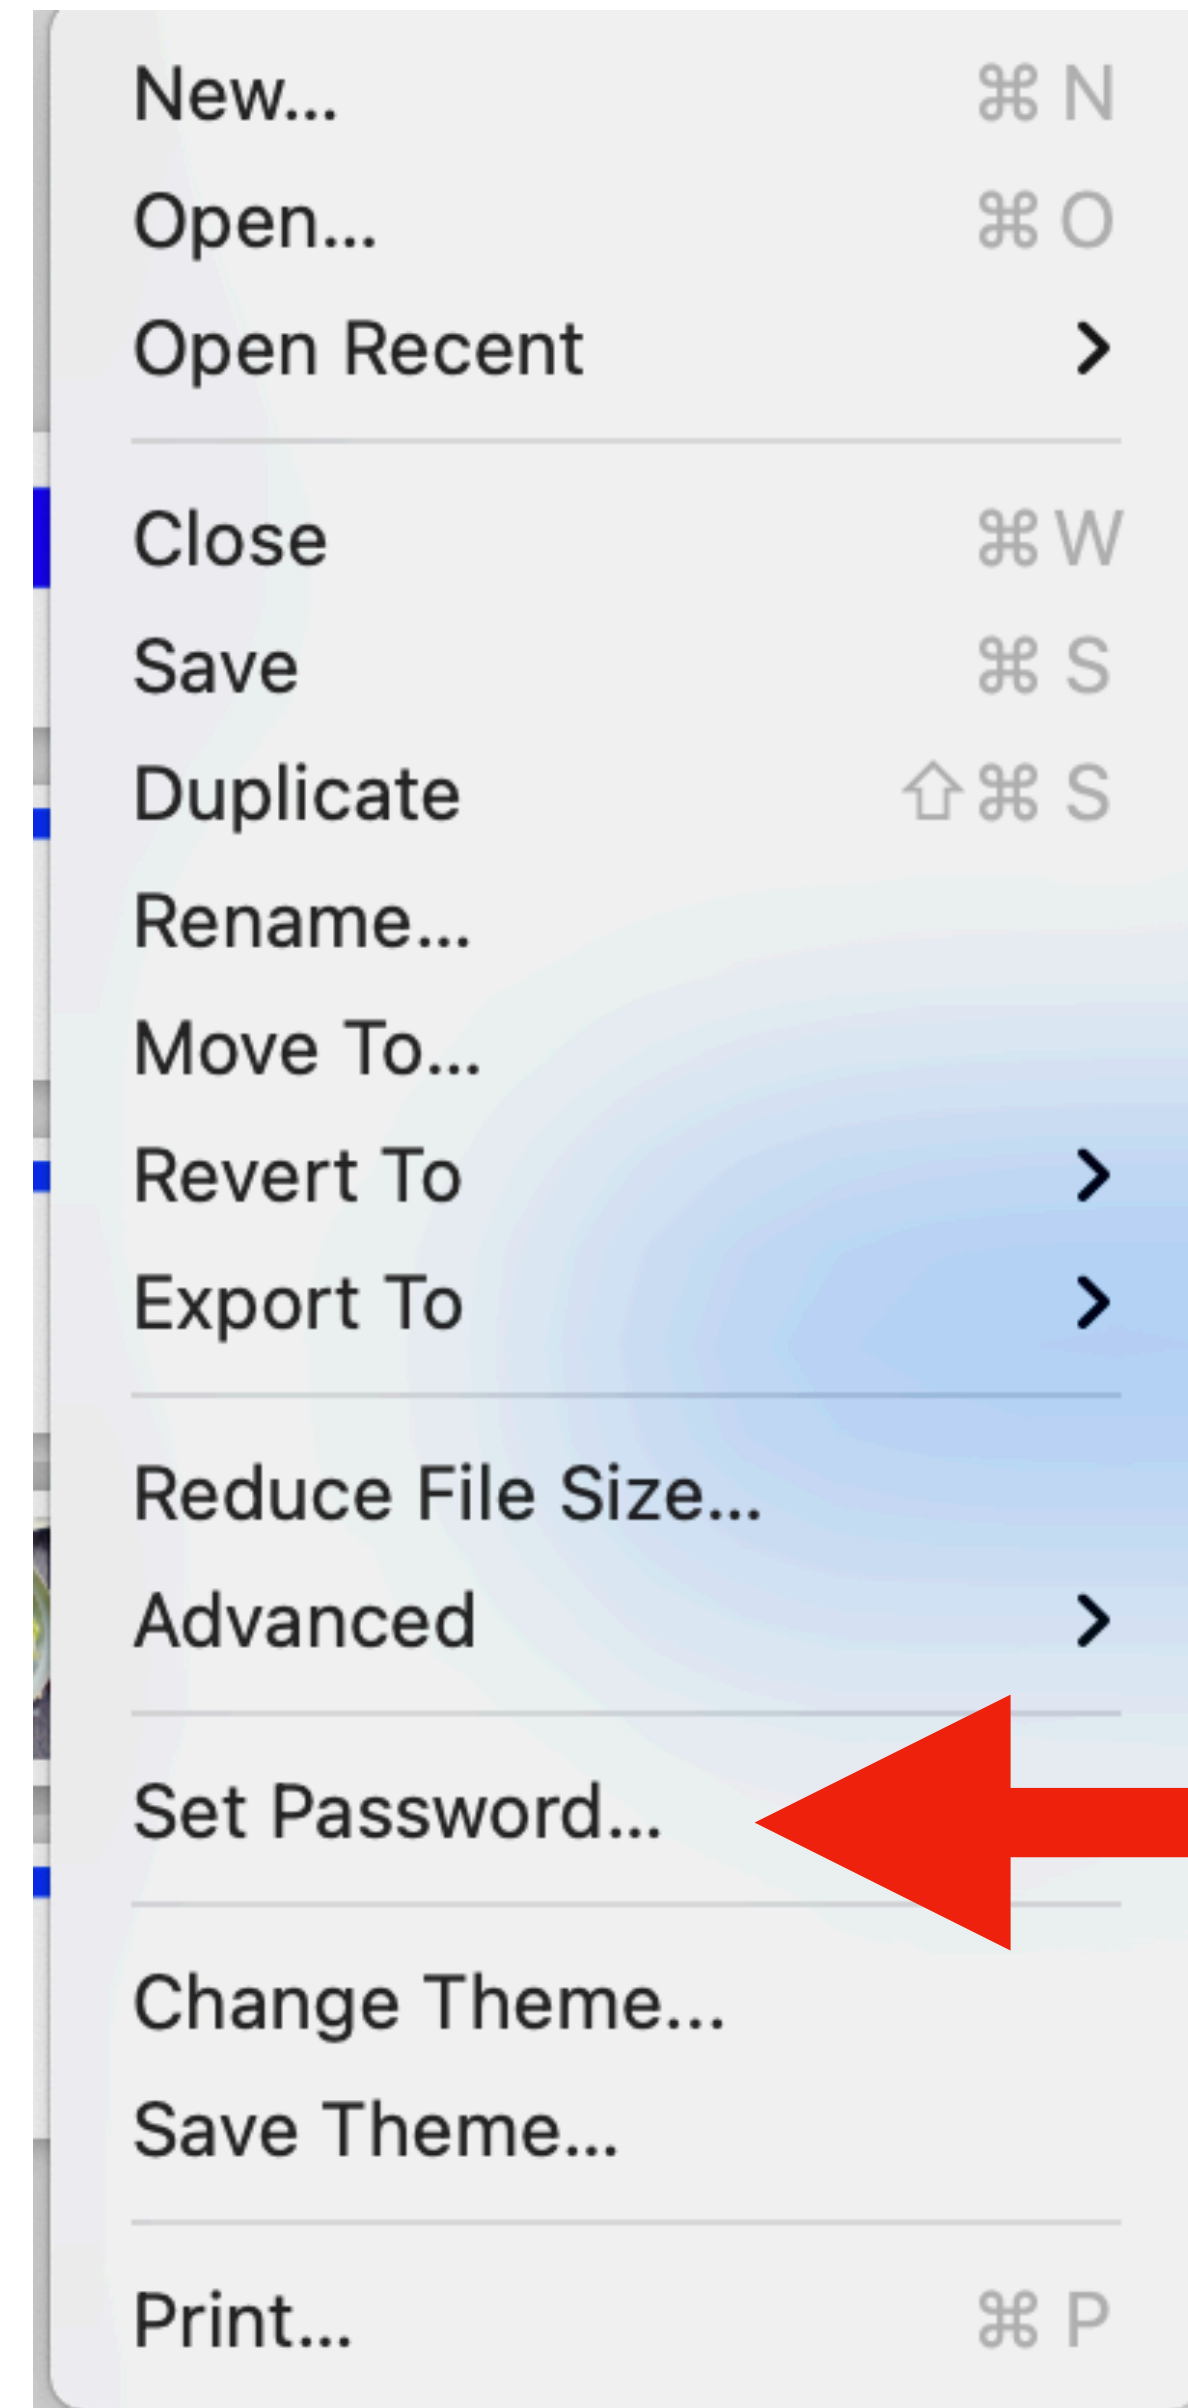 New... ⌘ N
Open... ⌘ O
Open Recent
Close ⌘ W
Save ⌘ S
Duplicate ⇧ ⌘ S
Rename...
Move To...
Revert To
Export To
Reduce File Size...
Advanced
Set Password...
Change Theme...
Save Theme...
Print... ⌘ P